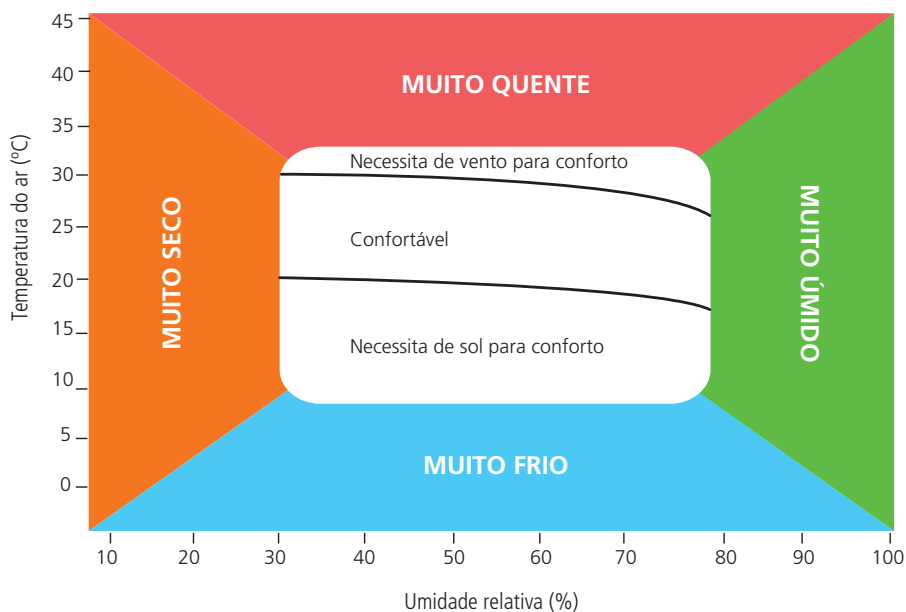 45
40
35
30
25
20
15
10
5
0
Temperatura do ar (ºC)
MUITO QUENTE
Necessita de vento para conforto
MUITO SECO
Confortável
MUITO ÚMIDO
Necessita de sol para conforto
MUITO FRIO
10 20 30 40 50 60 70 80 90 100
Umidade relativa (%)